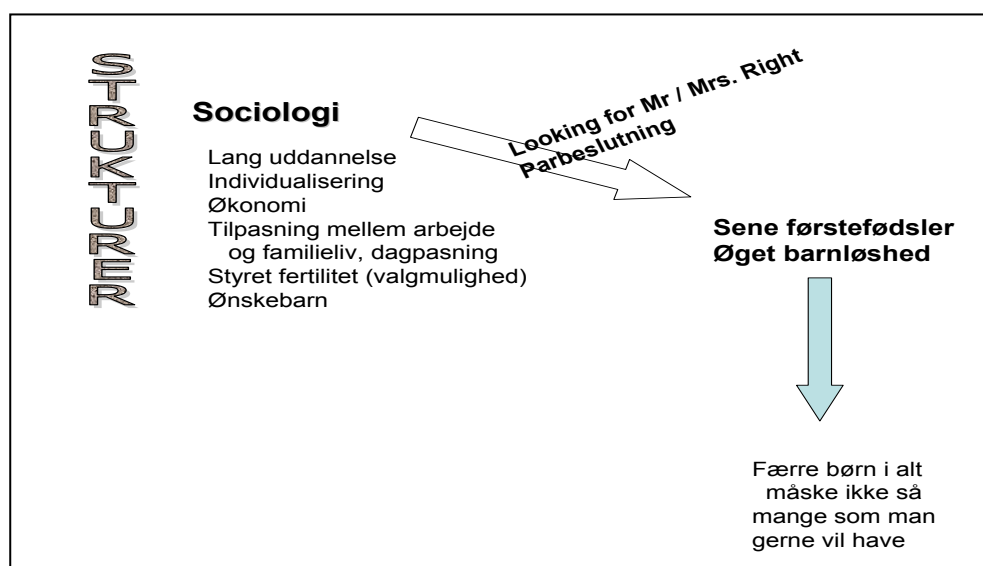 STRUKTURER
Sociologi
Lang uddannelse
Individualisering
Økonomi
Tilpasning mellem arbejde
og familieliv, dagpasning
Styret fertilitet (valgmulighed)
Ønskebarn
Looking for Mr / Mrs. Right
Parbeslutning
Sene førstefødsler
Øget barnløshed
Færre børn i alt
måske ikke så
mange som man
gerne vil have